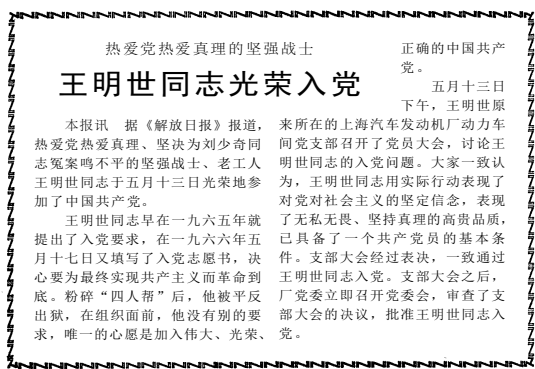 热爱党热爱真理的坚强战士
王明世同志光荣入党
本报讯 据《解放日报》报道，
热爱党热爱真理、坚决为刘少奇同
志冤案鸣不平的坚强战士、老工人
王明世同志于五月十三日光荣地参
加了中国共产党。
王明世同志早在一九六五年就
提出了入党要求，在一九六六年五
月十七日又填写了入党志愿书，决
心要为最终实现共产主义而革命到
底。粉碎“四人帮”后，他被平反
出狱，在组织面前，他没有别的要
求，唯一的心愿是加入伟大、光荣、
正确的中国共产
党。
五月十三日
下午，王明世原
来所在的上海汽车发动机厂动力车
间党支部召开了党员大会，讨论王
明世同志的入党问题。大家一致认
为，王明世同志用实际行动表现了
对党对社会主义的坚定信念，表现
了无私无畏、坚持真理的高贵品质，
已具备了一个共产党员的基本条
件。支部大会经过表决，一致通过
王明世同志入党。支部大会之后，
厂党委立即召开党委会，审查了支
部大会的决议，批准王明世同志入
党。